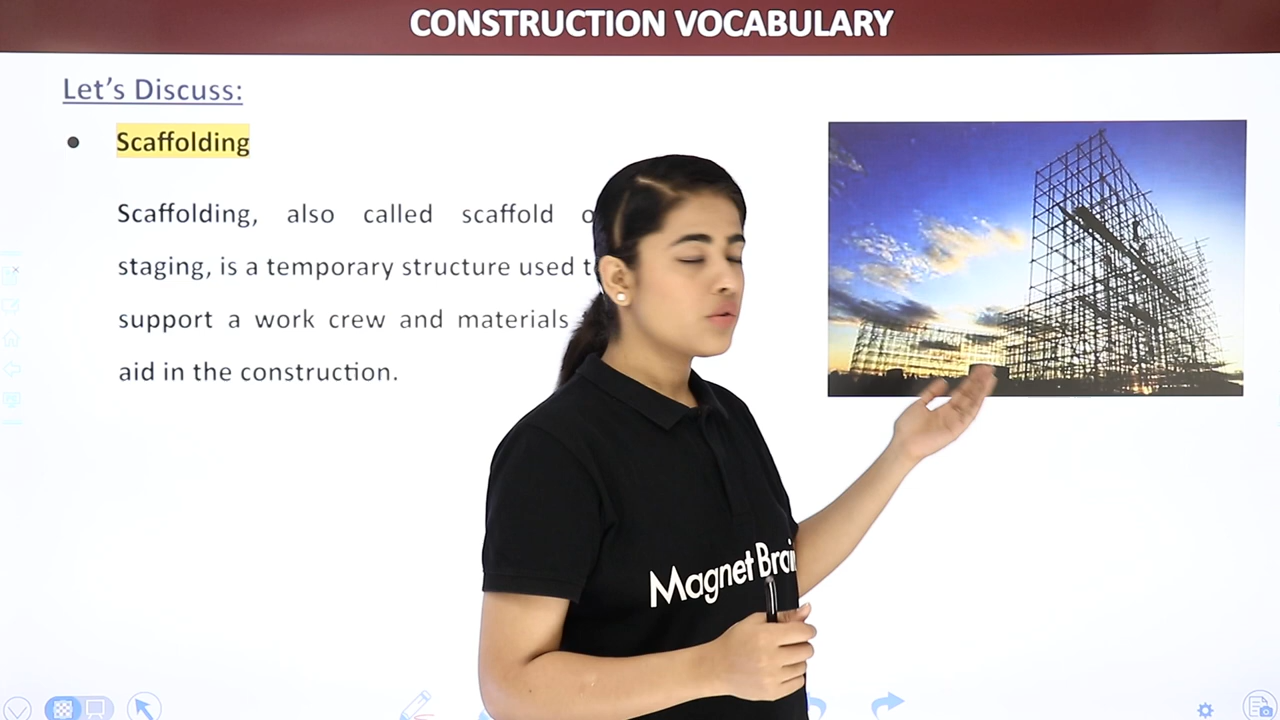 CONSTRUCTION VOCABULARY
Let's Discuss:
Scaffolding
Scaffolding, also called scaffold
staging, is a temporary structure used
support a work crew and materials
aid in the construction.
Magnet